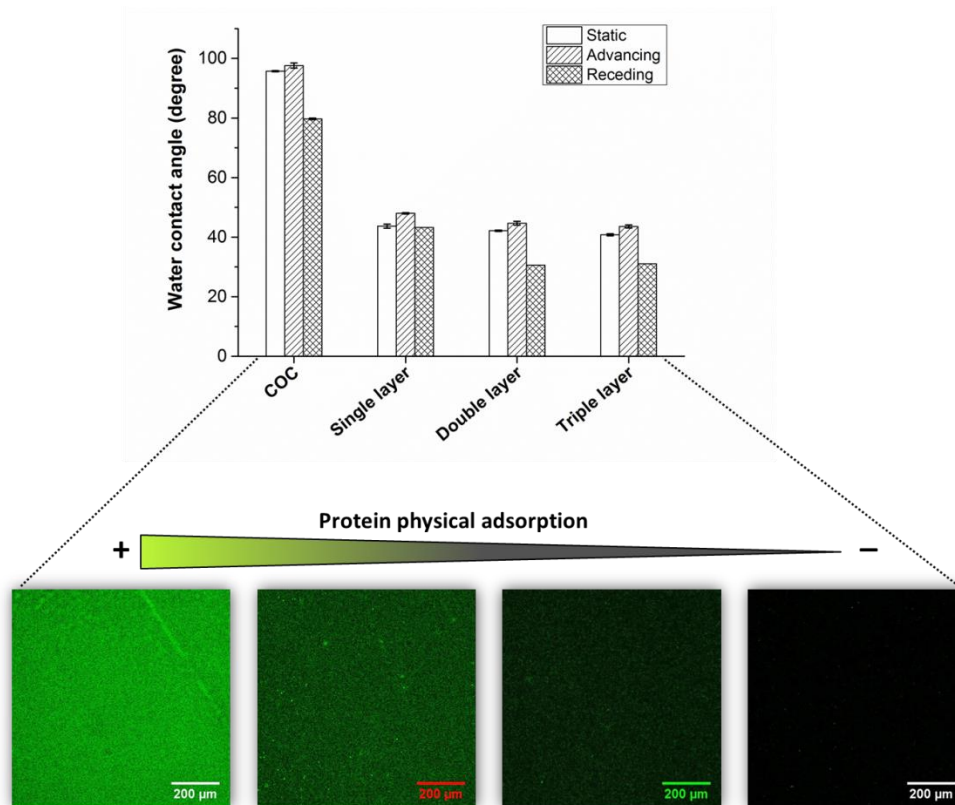 Static
Advancing
Receding
Water contact angle (degree)
100
80
60
40
20
0
COC
Single layer
Double layer
Triple layer
Protein physical adsorption
+
−
200 µm
200 µm
200 µm
200 µm